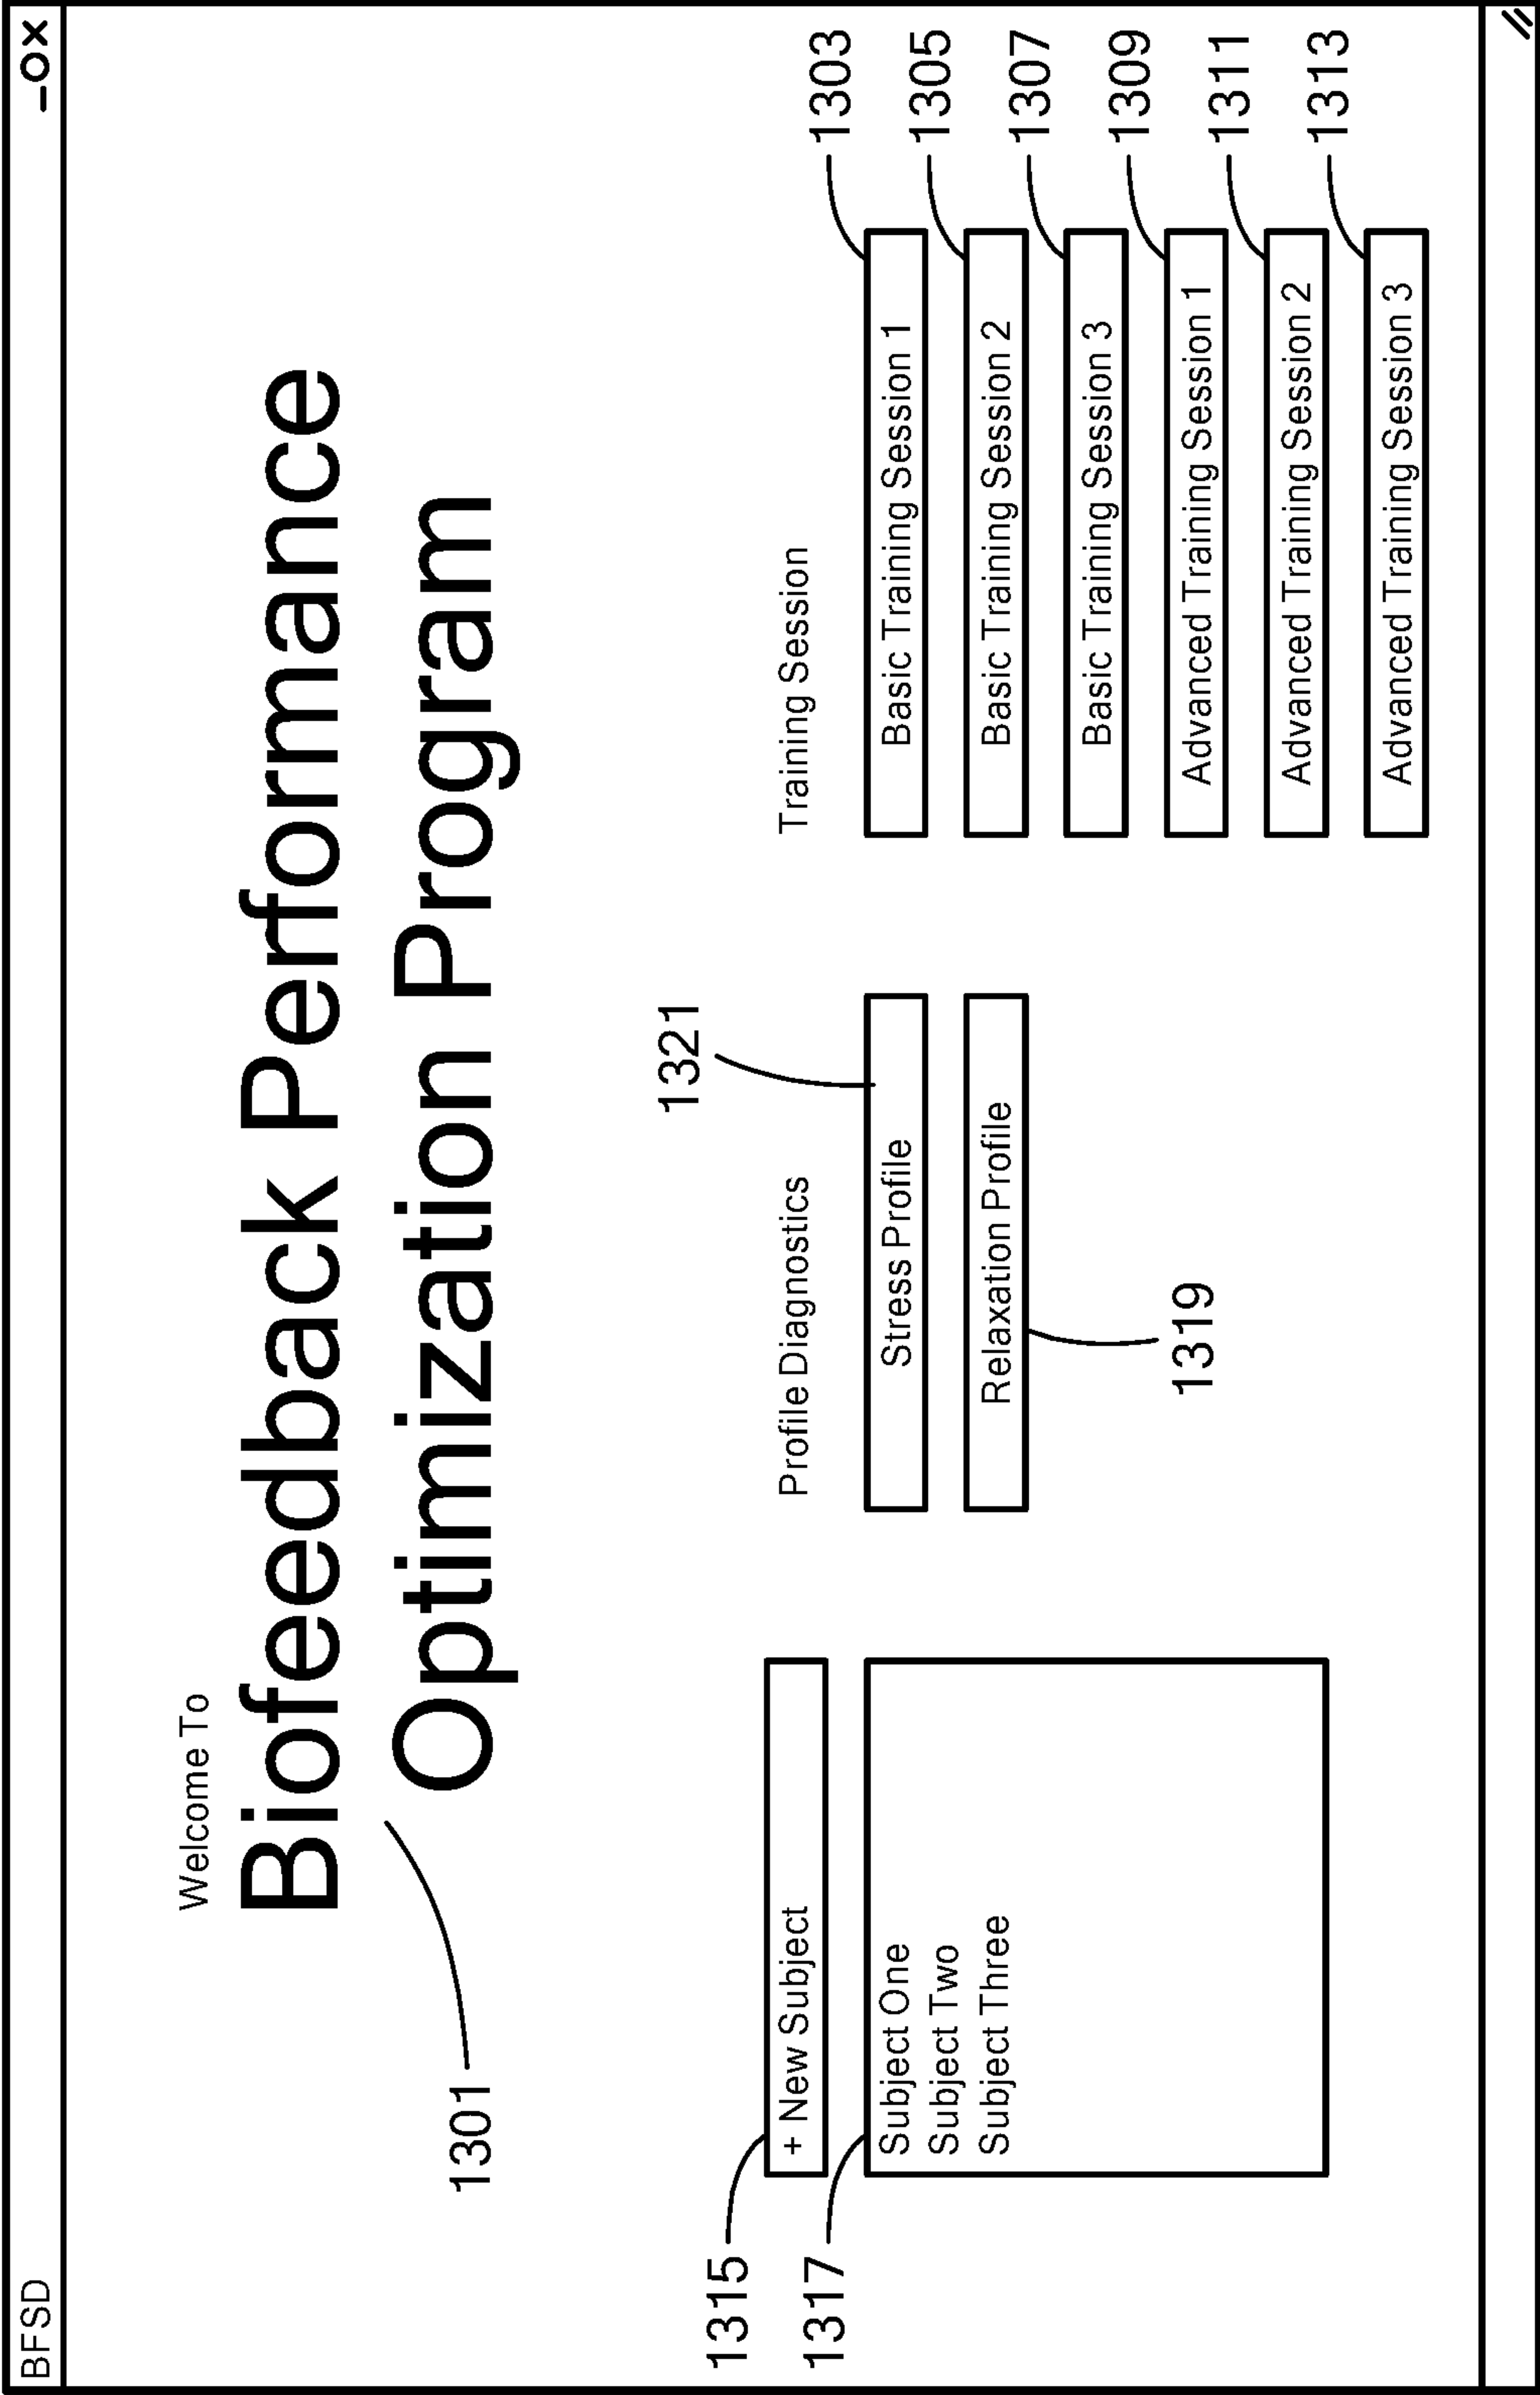 BFSD
Welcome To
Biofeedback Performance
Optimization Program
1301
1315
+ New Subject
1317
Subject One
Subject Two
Subject Three
1321
Profile Diagnostics
Stress Profile
Relaxation Profile
1319
Training Session
Basic Training Session 1
1303
Basic Training Session 2
1305
Basic Training Session 3
1307
Advanced Training Session 1
1309
Advanced Training Session 2
1311
Advanced Training Session 3
1313